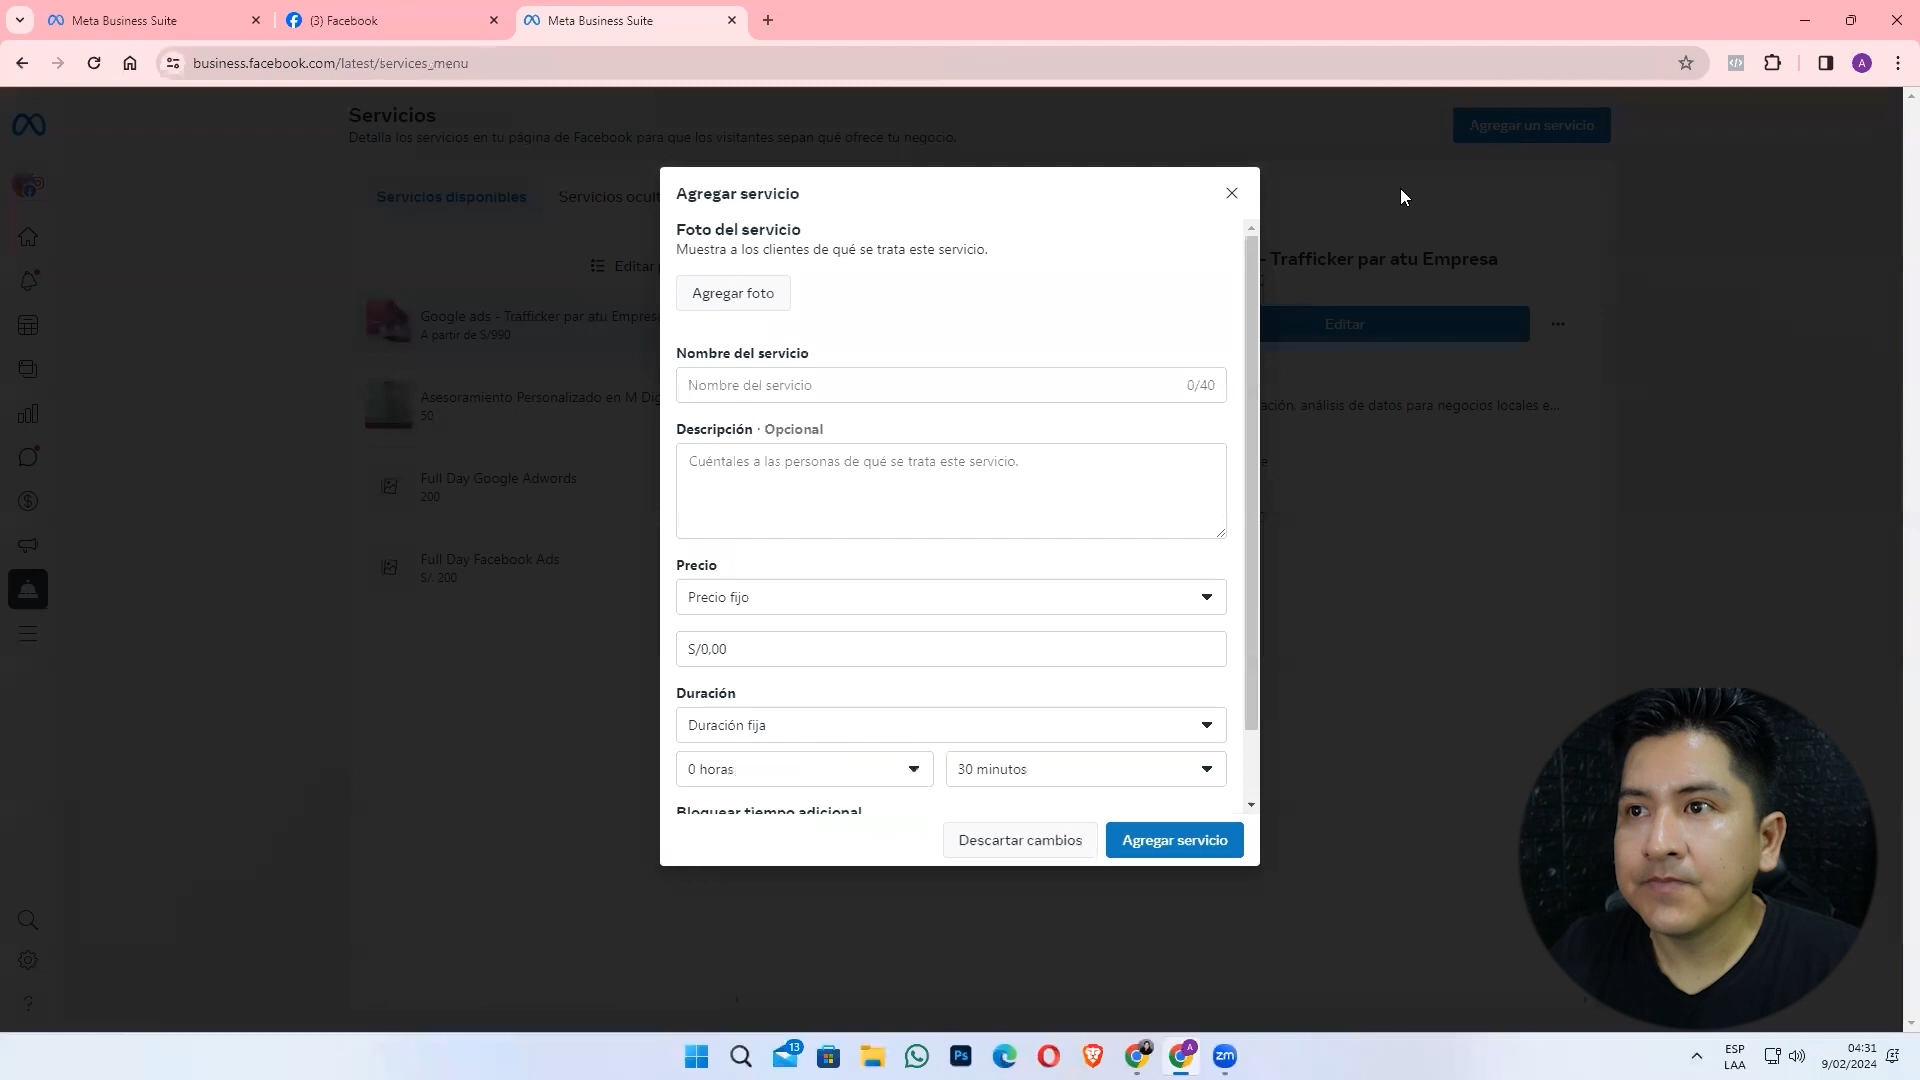 Meta Business Suite
(3) Facebook
Meta Business Suite
business.facebook.com/latest/services_menu
A
Servicios
Detalla los servicios en tu página de Facebook para que los visitantes sepan qué ofrece tu negocio.
Agregar un servicio
Servicios disponibles
Servicios ocult
Editar
Google ads - Trafficker par atu Empres
A partir de S/990
Asesoramiento Personalizado en M Dig
50
Full Day Google Adwords
200
Full Day Facebook Ads
S/. 200
Agregar servicio
Foto del servicio
Muestra a los clientes de qué se trata este servicio.
Agregar foto
Nombre del servicio
Nombre del servicio
0/40
Descripción · Opcional
Cuéntales a las personas de qué se trata este servicio.
Precio
Precio fijo
S/0,00
Duración
Duración fija
0 horas
30 minutos
Bloquear tiempo adicional
Descartar cambios
Agregar servicio
- Trafficker par atu Empresa
Editar
ación, análisis de datos para negocios locales e...
13
Ps
A
zm
ESP
LAA
04:31
9/02/2024